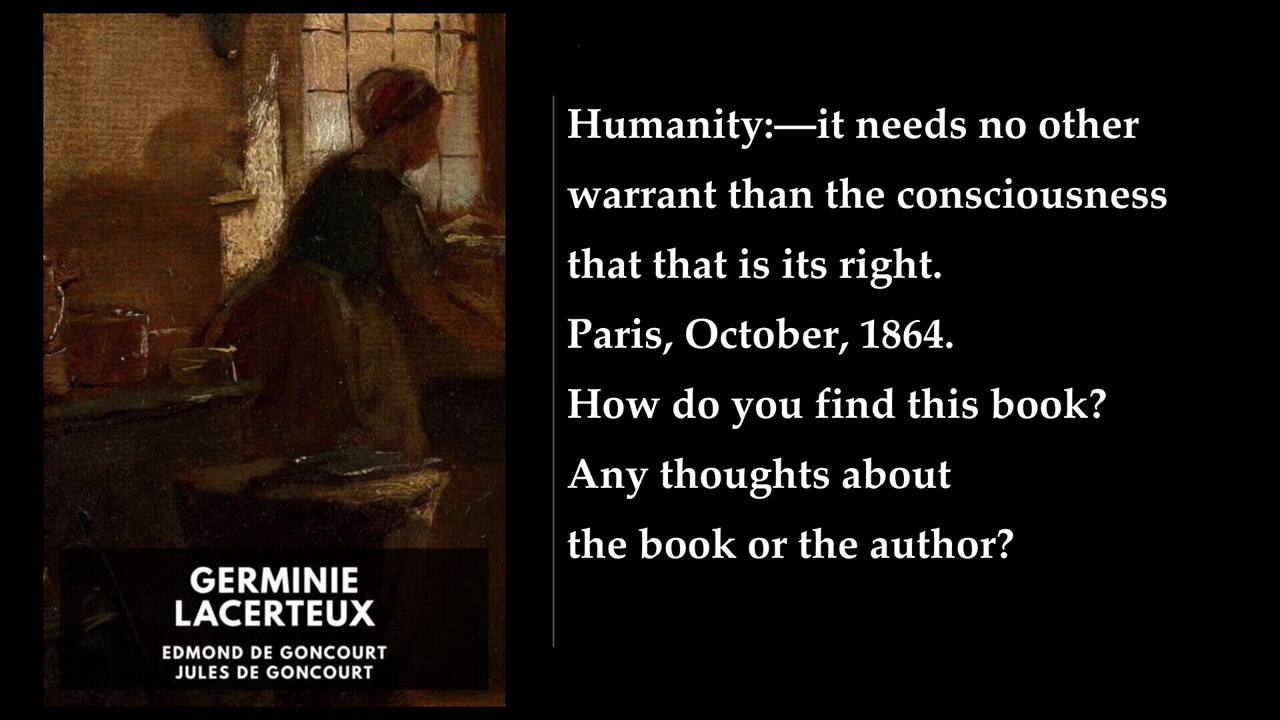 GERMINIE
LACERTEUX
EDMOND DE GONCOURT
JULES DE GONCOURT
Humanity:—it needs no other
warrant than the consciousness
that that is its right.
Paris, October, 1864.
How do you find this book?
Any thoughts about
the book or the author?